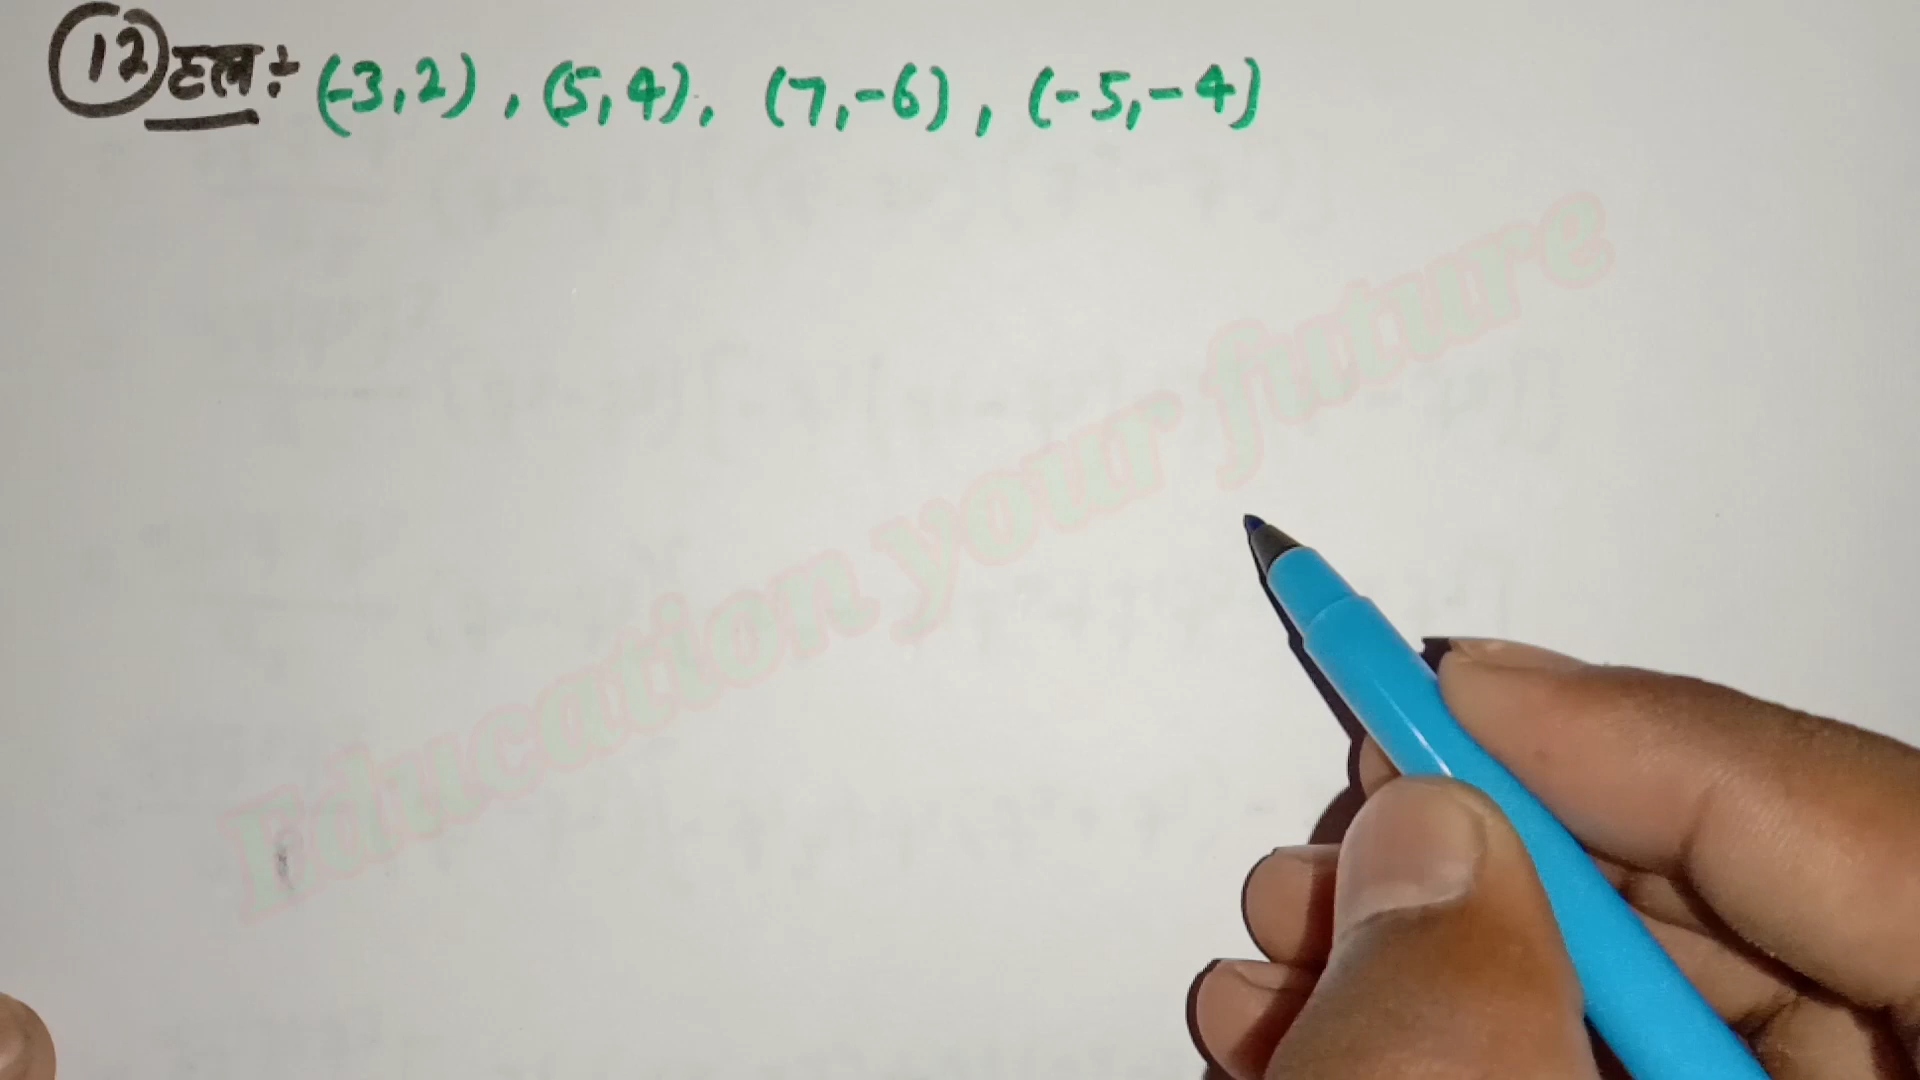 12 हल ÷ (-3,2) , (5,4), (7,-6) , (-5,-4)
Education your future